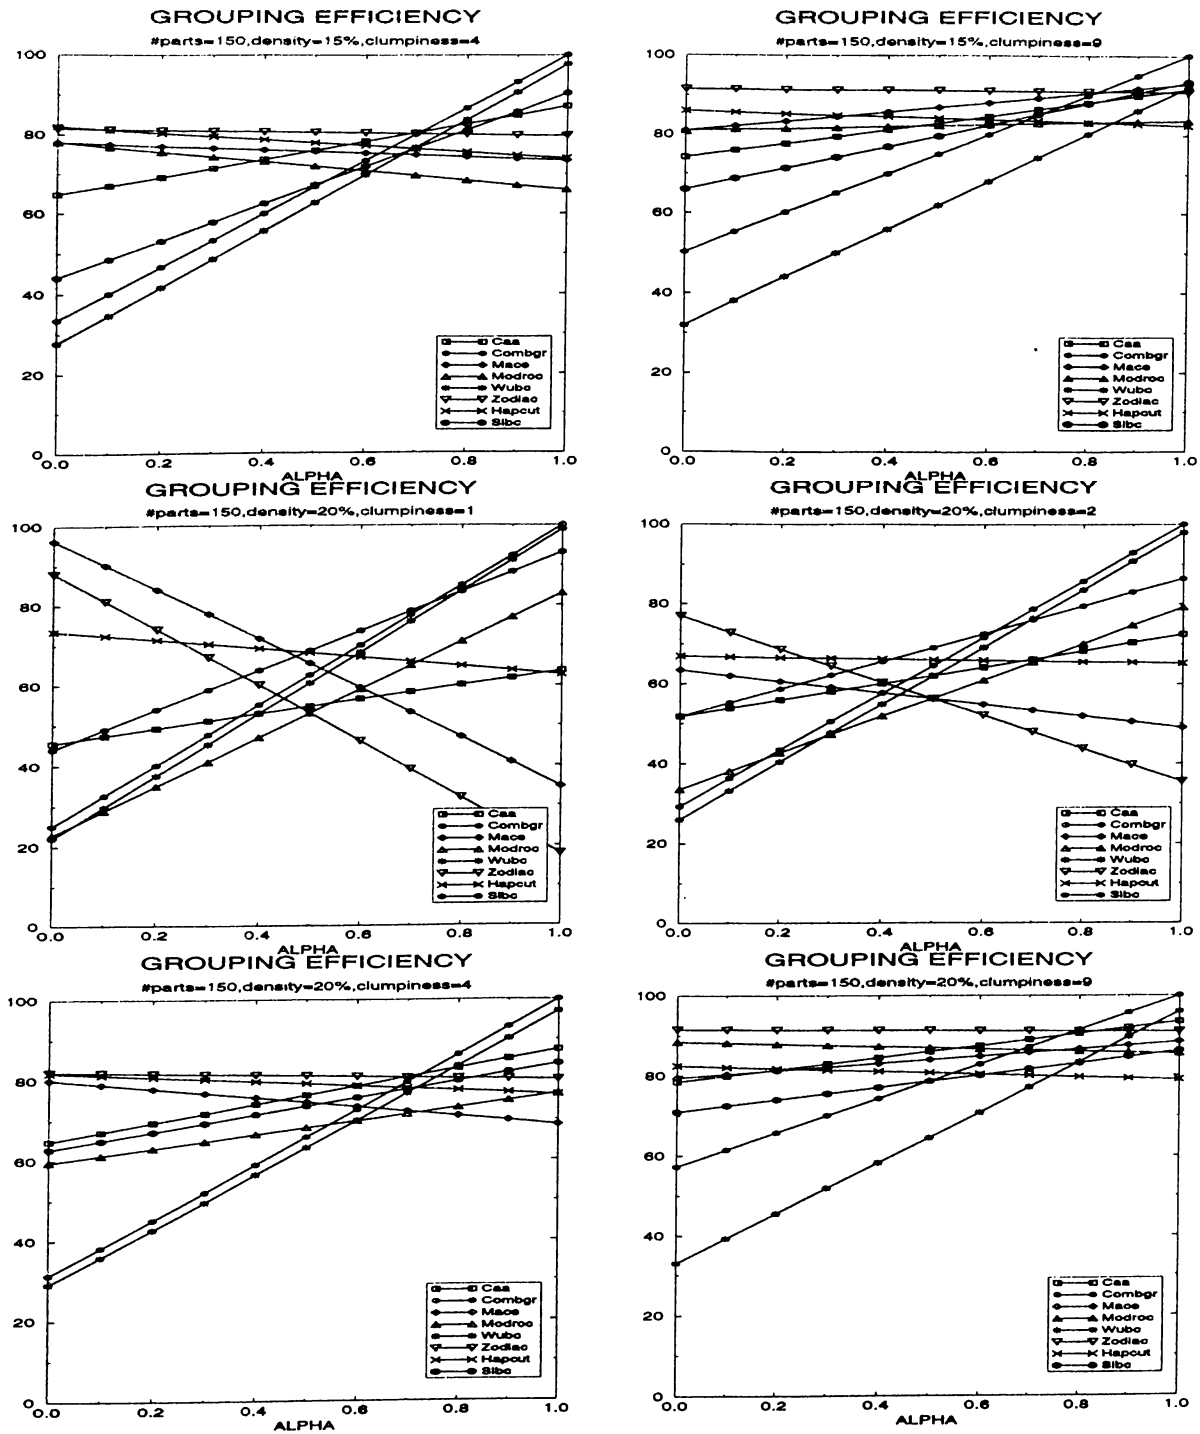 GROUPING EFFICIENCY
#parts=150,density=15%,clumpiness=4
100
80
60
40
20
0
Caa
Combgr
Mace
Modroc
Wubc
Zodiac
Hapcut
Slbc
0.0 0.2 0.4 0.6 0.8 1.0
ALPHA
GROUPING EFFICIENCY
#parts=150,density=15%,clumpiness=9
100
80
60
40
20
0
Caa
Combgr
Mace
Modroc
Wubc
Zodiac
Hapcut
Slbc
0.0 0.2 0.4 0.6 0.8 1.0
ALPHA
GROUPING EFFICIENCY
#parts=150,density=20%,clumpiness=1
100
80
60
40
20
0
Caa
Combgr
Mace
Modroc
Wubc
Zodiac
Hapcut
Slbc
0.0 0.2 0.4 0.6 0.8 1.0
ALPHA
GROUPING EFFICIENCY
#parts=150,density=20%,clumpiness=2
100
80
60
40
20
0
Caa
Combgr
Mace
Modroc
Wubc
Zodiac
Hapcut
Slbc
0.0 0.2 0.4 0.6 0.8 1.0
ALPHA
GROUPING EFFICIENCY
#parts=150,density=20%,clumpiness=4
100
80
60
40
20
0
Caa
Combgr
Mace
Modroc
Wubc
Zodiac
Hapcut
Slbc
0.0 0.2 0.4 0.6 0.8 1.0
ALPHA
GROUPING EFFICIENCY
#parts=150,density=20%,clumpiness=9
100
80
60
40
20
0
Caa
Combgr
Mace
Modroc
Wubc
Zodiac
Hapcut
Slbc
0.0 0.2 0.4 0.6 0.8 1.0
ALPHA